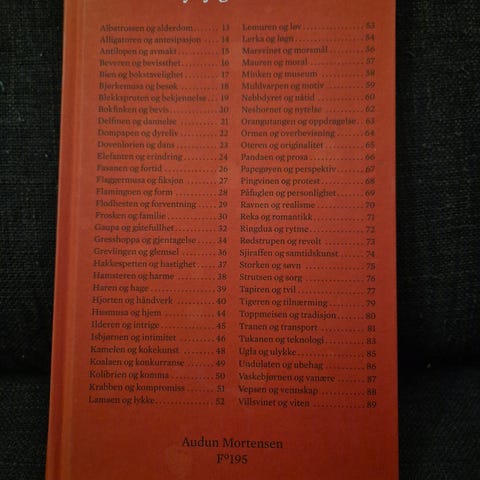 Albatrossen og alderdom 13
Alligatoren og antesipasjon 14
Antilopen og avmakt 15
Beveren og bevissthet 16
Bien og bokstavelighet 17
Bjerkemusa og besøk 18
Blekkspruten og bekjennelse 19
Bokfinken og bevis 20
Delfinen og dannelse 21
Dompapen og dyreliv 22
Dovenlorien og dans 23
Elefanten og erindring 24
Fasanen og fortid 26
Flaggermusa og fiksjon 27
Flamingoen og form 28
Flodhesten og forventning 29
Frosken og familie 30
Gaupa og gåtefullhet 32
Gresshoppa og gjentagelse 34
Grevlingen og glemsel 36
Hakkespetten og hastighet 37
Hamsteren og harme 38
Haren og hage 39
Hjorten og håndverk 40
Husmusa og hjem 44
Ilderen og intrige 45
Isbjørnen og intimitet 46
Kamelen og kokekunst 48
Koalaen og konkurranse 49
Kolibrien og komma 50
Krabben og kompromiss 51
Lamaen og lykke 52
Lemuren og løv 53
Lerka og løgn 54
Marsvinet og morsmål 56
Mauren og moral 57
Minken og museum 58
Muldvarpen og motiv 59
Nebbdyret og nåtid 60
Neshornet og nytelse 62
Orangutangen og oppdragelse 63
Ormen og overbevisning 64
Oteren og originalitet 65
Pandaen og prosa 66
Papegøyen og perspektiv 67
Pingvinen og protest 68
Påfuglen og personlighet 69
Ravnen og realisme 70
Reka og romantikk 71
Ringdua og rytme 72
Rødstrupen og revolt 73
Sjiraffen og samtidskunst 74
Storken og søvn 75
Strutsen og sorg 76
Tapiren og tvil 77
Tigeren og tilnærming 79
Toppmeisen og tradisjon 80
Tranen og transport 81
Tukanen og teknologi 83
Ugla og ulykke 85
Undulaten og ubehag 86
Vaskebjørnen og vanære 87
Vepsen og vennskap 88
Villsvinet og viten 89
Audun Mortensen
Fº195